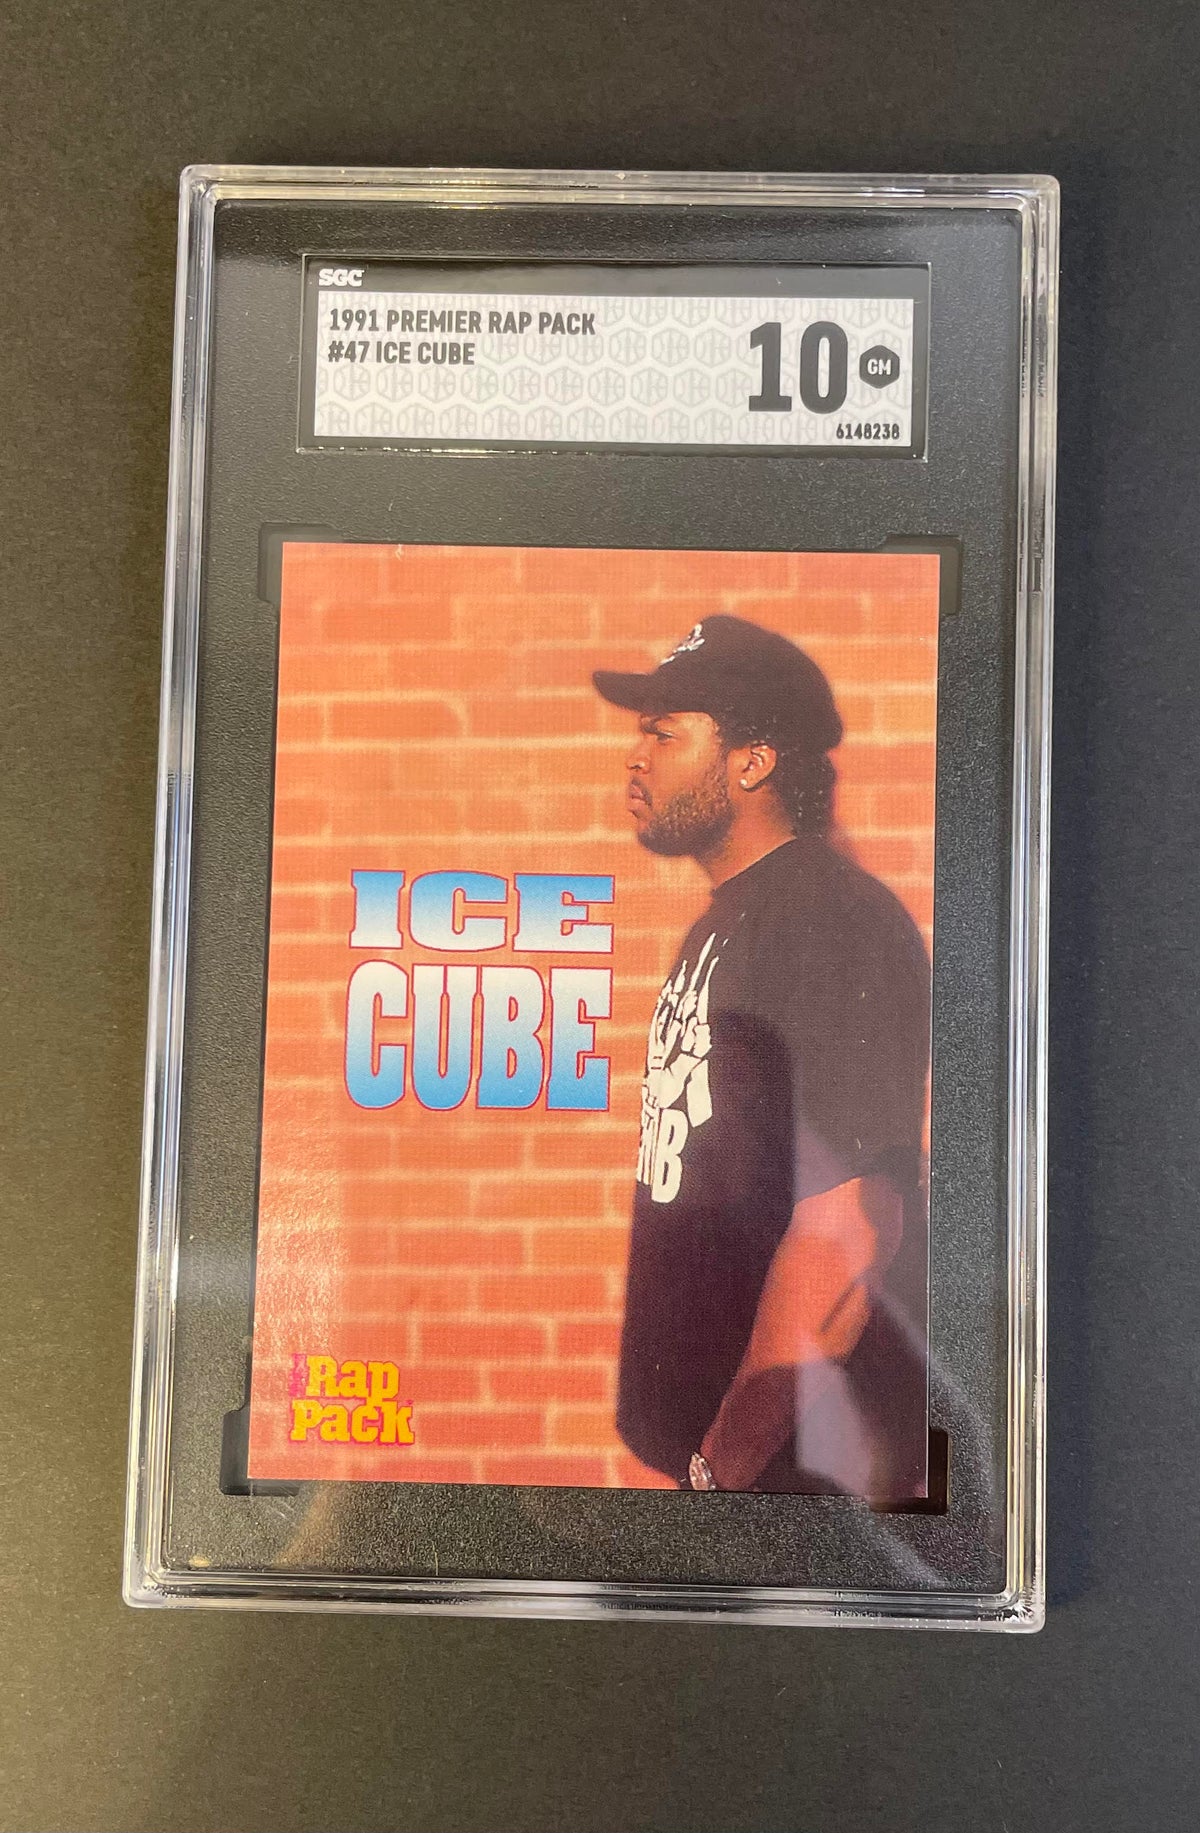 SGC
1991 PREMIER RAP PACK
#47 ICE CUBE
10 GM
6148238
ICE
CUBE
Rap
Pack